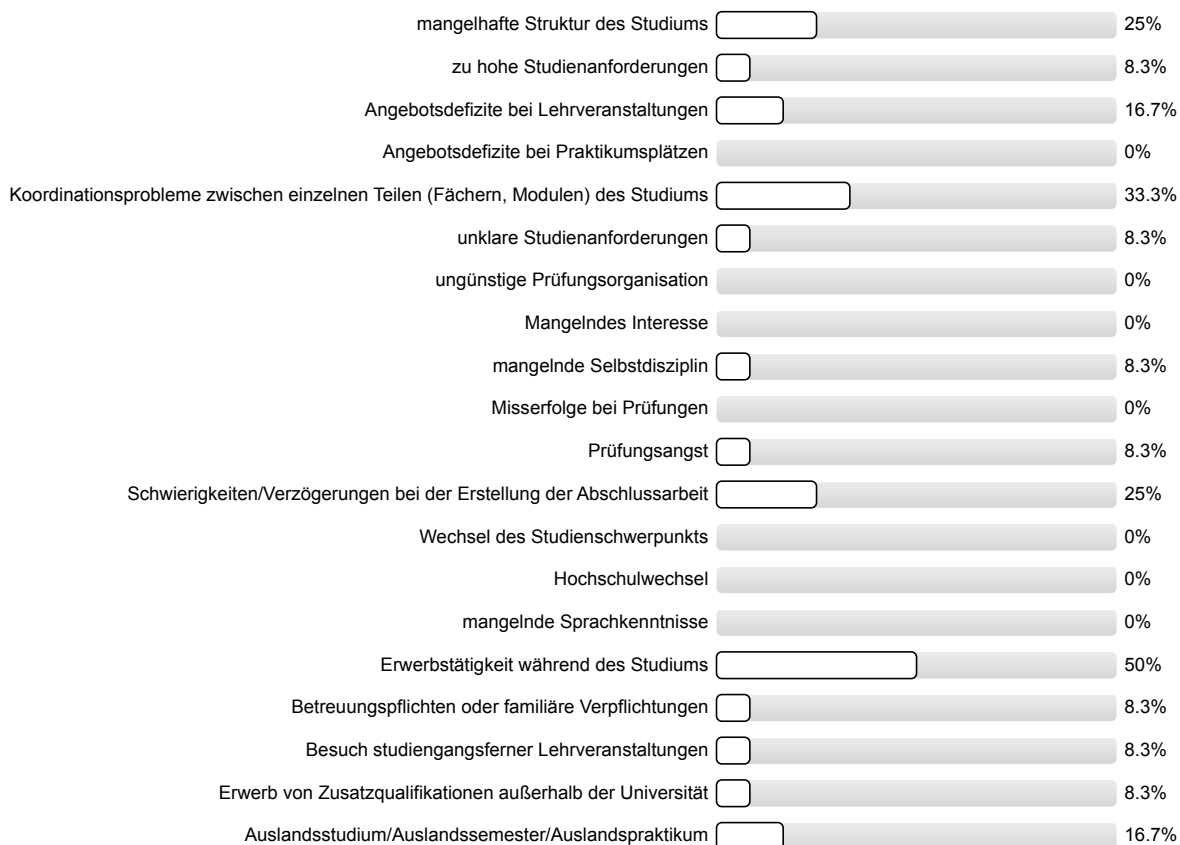 mangelhafte Struktur des Studiums 25%
zu hohe Studienanforderungen 8.3%
Angebotsdefizite bei Lehrveranstaltungen 16.7%
Angebotsdefizite bei Praktikumsplätzen 0%
Koordinationsprobleme zwischen einzelnen Teilen (Fächern, Modulen) des Studiums 33.3%
unklare Studienanforderungen 8.3%
ungünstige Prüfungsorganisation 0%
Mangelndes Interesse 0%
mangelnde Selbstdisziplin 8.3%
Misserfolge bei Prüfungen 0%
Prüfungsangst 8.3%
Schwierigkeiten/Verzögerungen bei der Erstellung der Abschlussarbeit 25%
Wechsel des Studienschwerpunkts 0%
Hochschulwechsel 0%
mangelnde Sprachkenntnisse 0%
Erwerbstätigkeit während des Studiums 50%
Betreuungspflichten oder familiäre Verpflichtungen 8.3%
Besuch studiengangsferner Lehrveranstaltungen 8.3%
Erwerb von Zusatzqualifikationen außerhalb der Universität 8.3%
Auslandsstudium/Auslandssemester/Auslandspraktikum 16.7%